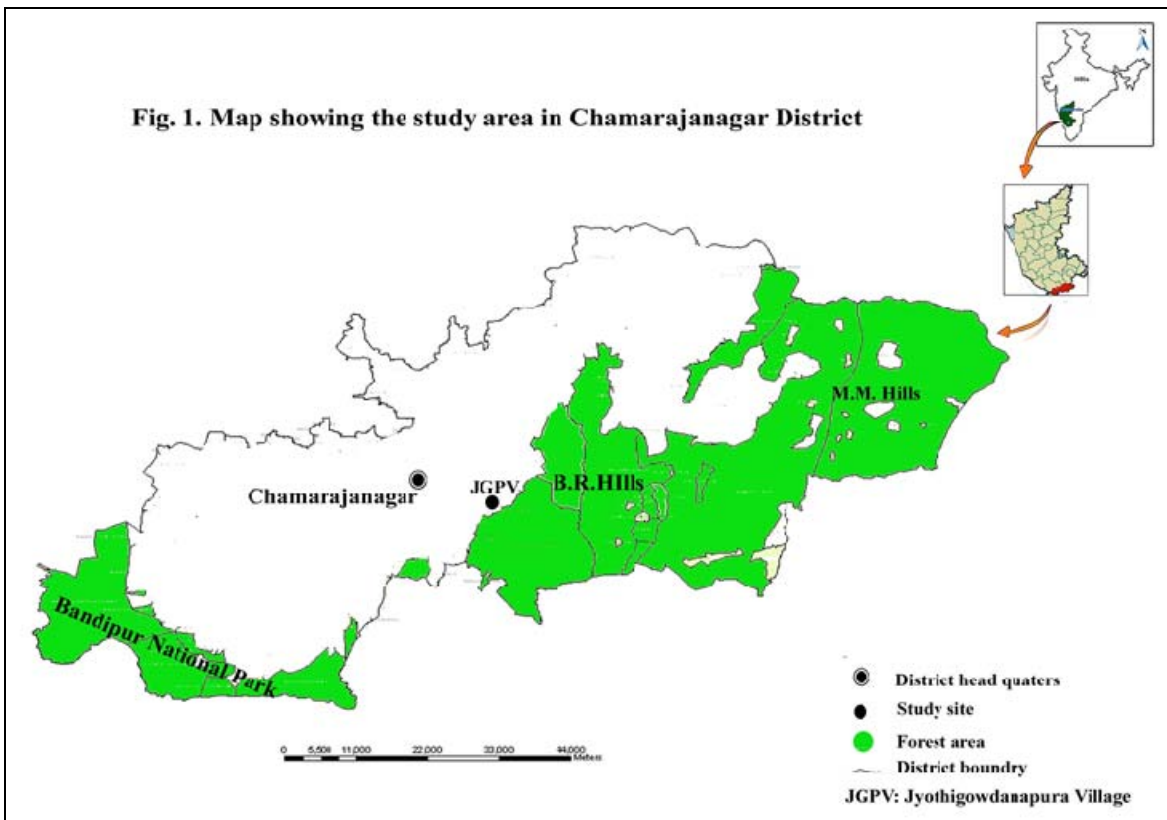 Fig. 1. Map showing the study area in Chamarajanagar District
N
M.M. Hills
B.R.HIlls
JGPV
Chamarajanagar
Bandipur National Park
0 5,500 11,000 22,000 33,000 44,000
Meters
District head quaters
Study site
Forest area
District boundry
JGPV: Jyothigowdanapura Village